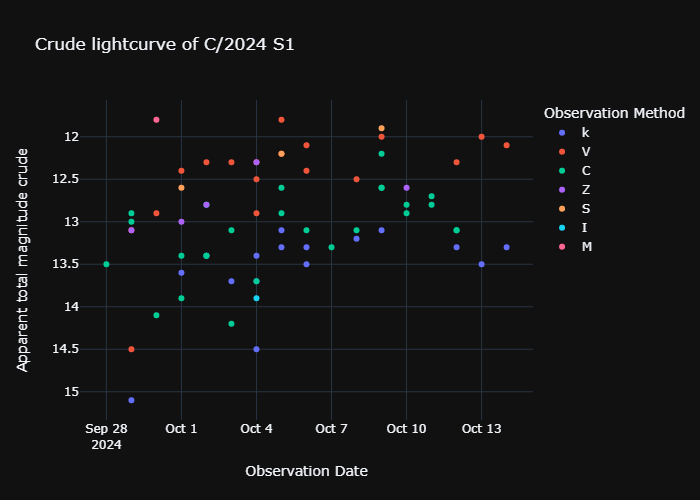 Crude lightcurve of C/2024 S1
Observation Method
k
V
C
Z
S
I
M
Apparent total magnitude crude
12
12.5
13
13.5
14
14.5
15
Sep 28
2024
Oct 1
Oct 4
Oct 7
Oct 10
Oct 13
Observation Date